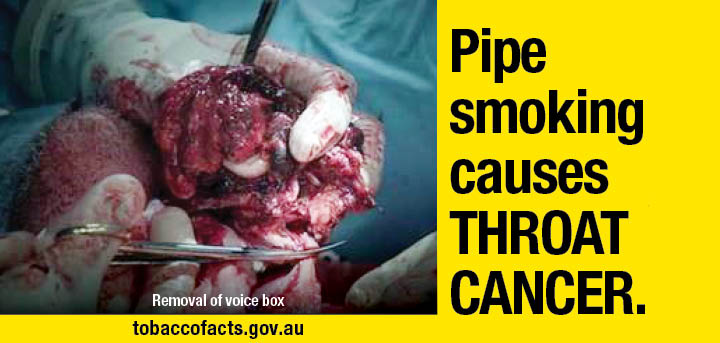 Pipe
smoking
causes
THROAT
CANCER.
Removal of voice box
tobaccofacts.gov.au